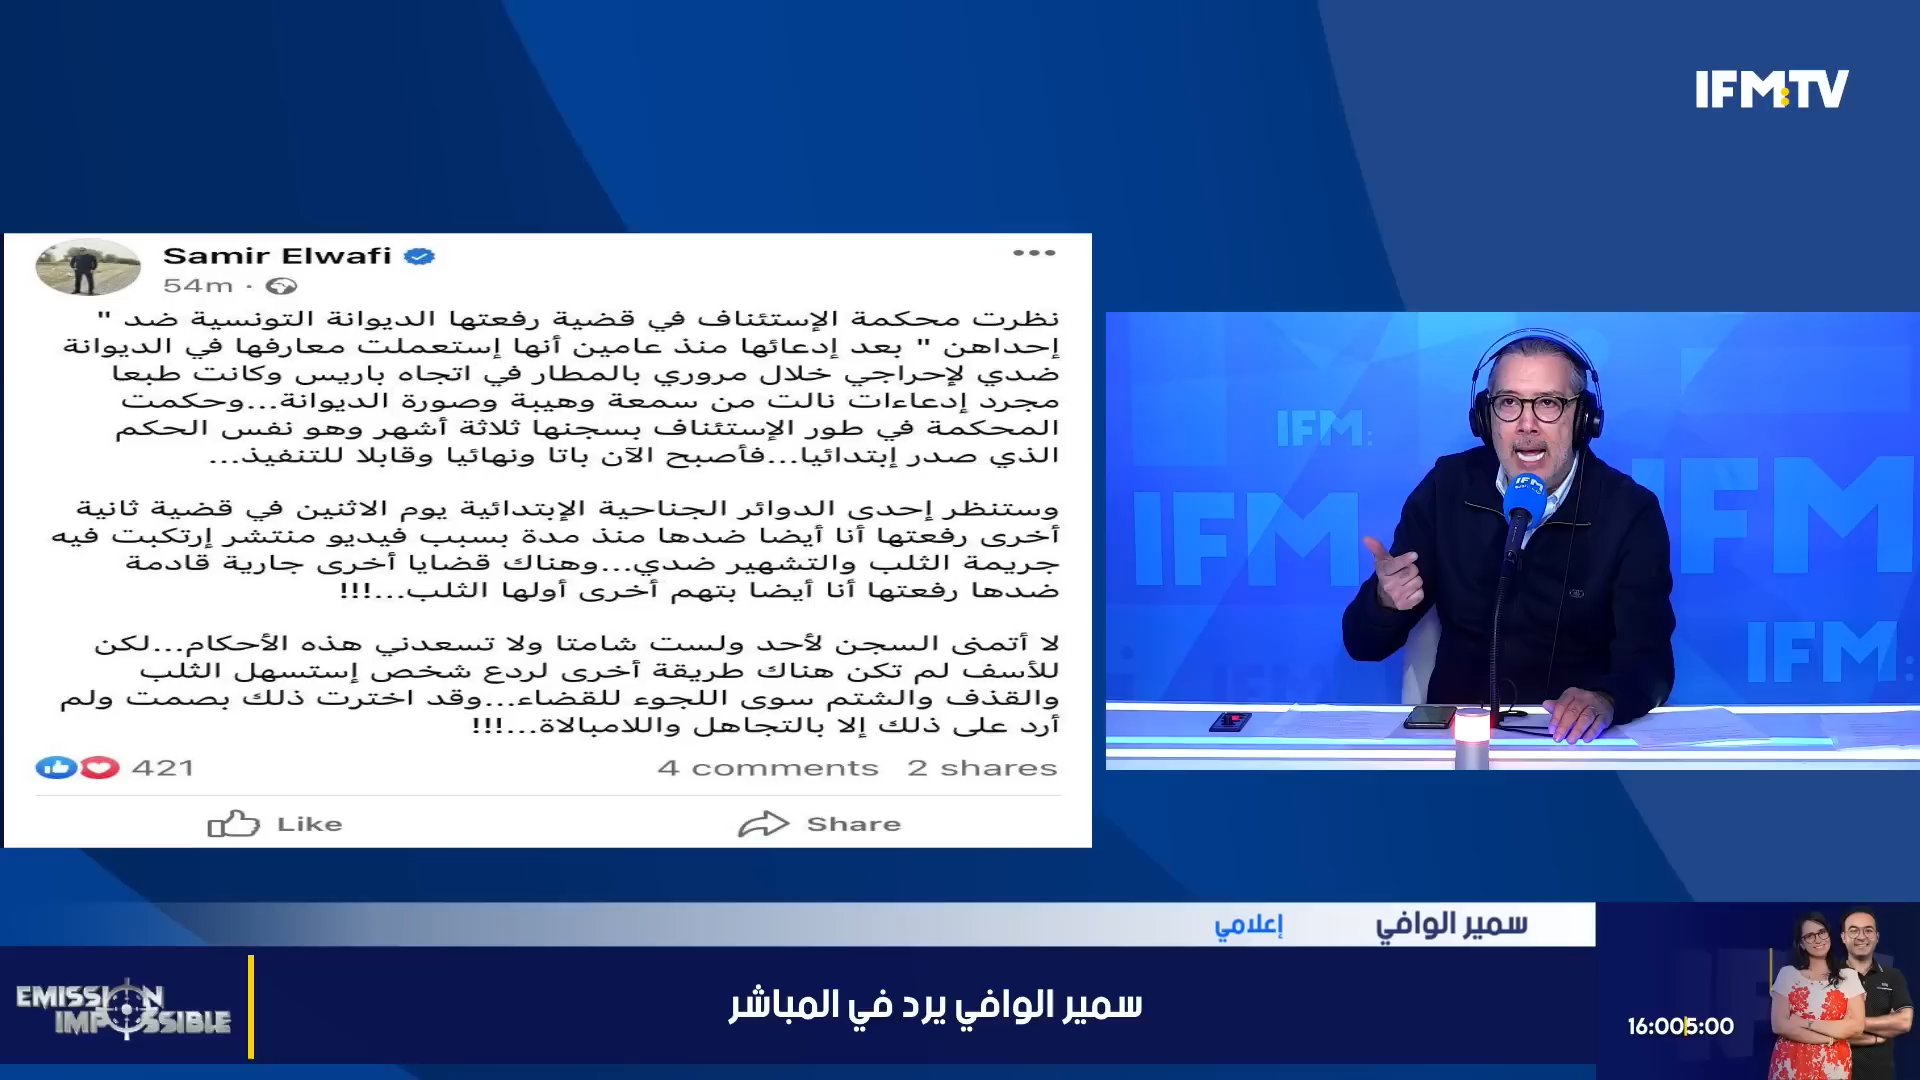 IFM:TV
Samir Elwafi
54m
نظرت محكمة الإستئناف في قضية رفعتها الديوانة التونسية ضد "
إحداهن " بعد إدعائها منذ عامين أنها إستعملت معارفها في الديوانة
ضدي لإحراجي خلال مروري بالمطار في اتجاه باريس وكانت طبعا
مجرد إدعاءات نالت من سمعة وهيبة وصورة الديوانة...وحكمت
المحكمة في طور الإستئناف بسجنها ثلاثة أشهر وهو نفس الحكم
الذي صدر إبتدائيا...فأصبح الآن باتا ونهائيا وقابلا للتنفيذ...
وستنظر إحدى الدوائر الجناحية الإبتدائية يوم الاثنين في قضية ثانية
أخرى رفعتها أنا أيضا ضدها منذ مدة بسبب فيديو منتشر إرتكبت فيه
جريمة الثلب والتشهير ضدي...وهناك قضايا أخرى جارية قادمة
ضدها رفعتها أنا أيضا بتهم أخرى أولها الثلب...!!!
لا أتمنى السجن لأحد ولست شامتا ولا تسعدني هذه الأحكام...لكن
للأسف لم تكن هناك طريقة أخرى لردع شخص إستسهل الثلب
والقذف والشتم سوى اللجوء للقضاء...وقد اخترت ذلك بصمت ولم
أرد على ذلك إلا بالتجاهل واللامبالاة...!!!
421
4 comments 2 shares
Like
Share
IFM:
IFM
IFM
IFM
IFM:
سمير الوافي
إعلامي
سمير الوافي يرد في المباشر
EMISSION
IMPOSSIBLE
16:00
5:00